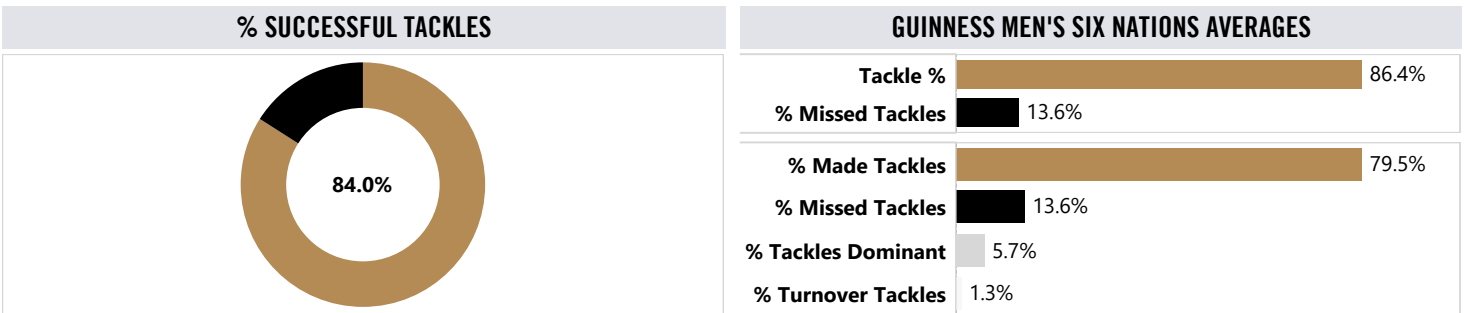 % SUCCESSFUL TACKLES
84.0%
GUINNESS MEN'S SIX NATIONS AVERAGES
Tackle % 86.4%
% Missed Tackles 13.6%
% Made Tackles 79.5%
% Missed Tackles 13.6%
% Tackles Dominant 5.7%
% Turnover Tackles 1.3%